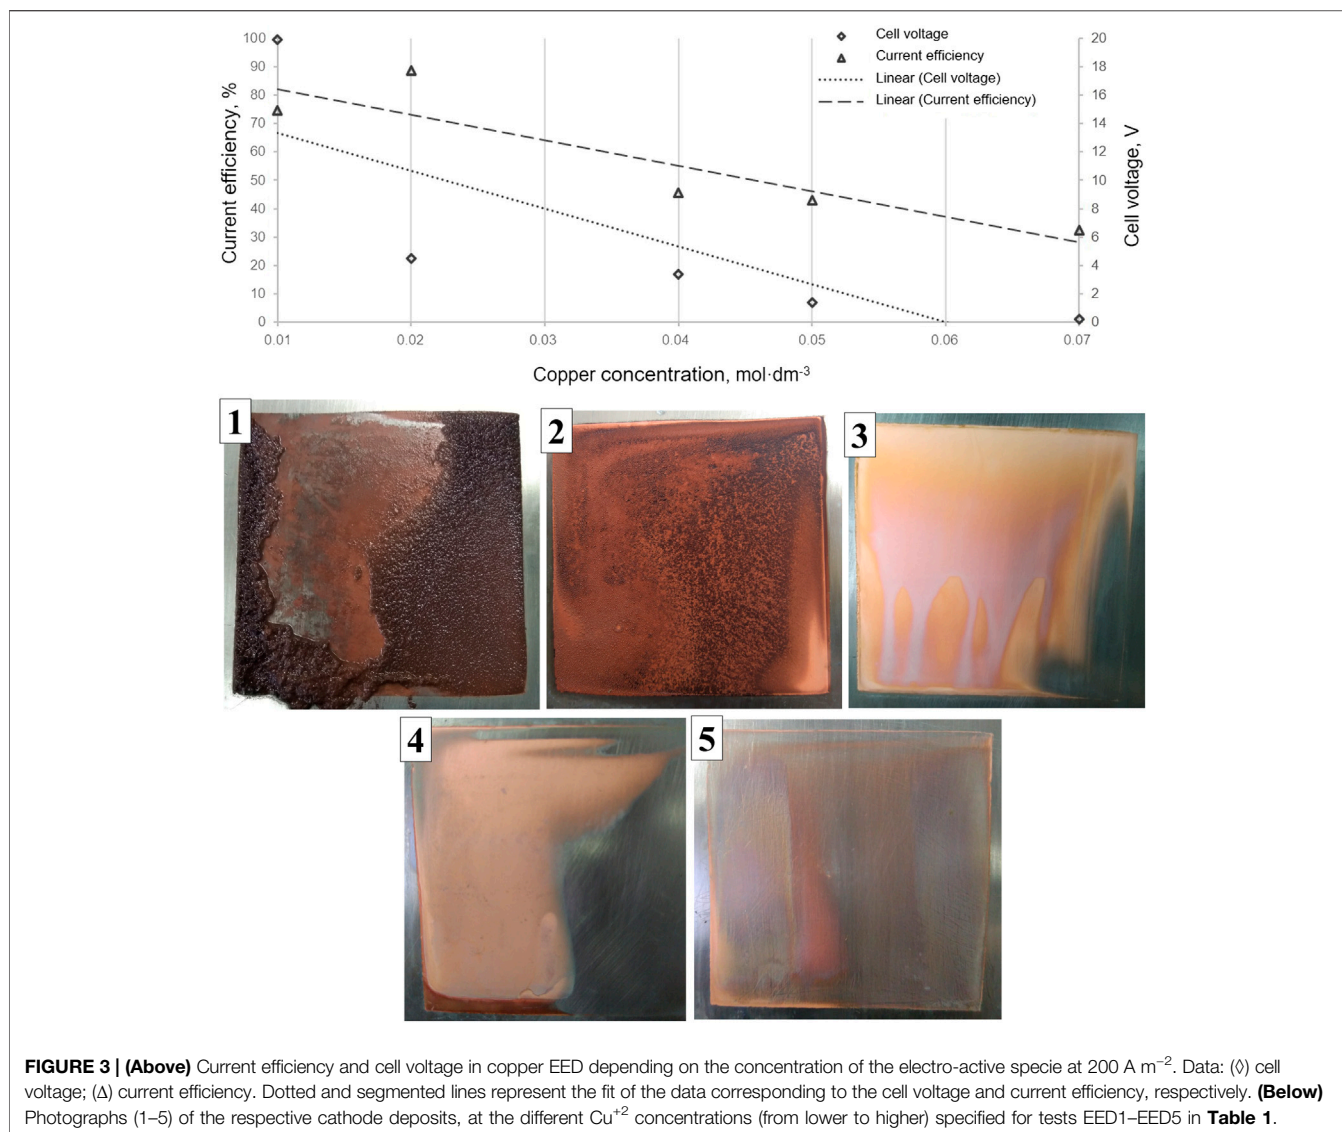 Current efficiency, %
100
90
80
70
60
50
40
30
20
10
0
Cell voltage
Current efficiency
Linear (Cell voltage)
Linear (Current efficiency)
20
18
16
14
12
10
8
6
4
2
0
Cell voltage, V
0.01 0.02 0.03 0.04 0.05 0.06 0.07
Copper concentration, mol·dm-3
1
2
3
4
5
FIGURE 3 | (Above) Current efficiency and cell voltage in copper EED depending on the concentration of the electro-active specie at 200 A m−2. Data: (◊) cell
voltage; (Δ) current efficiency. Dotted and segmented lines represent the fit of the data corresponding to the cell voltage and current efficiency, respectively. (Below)
Photographs (1–5) of the respective cathode deposits, at the different Cu+2 concentrations (from lower to higher) specified for tests EED1–EED5 in Table 1.